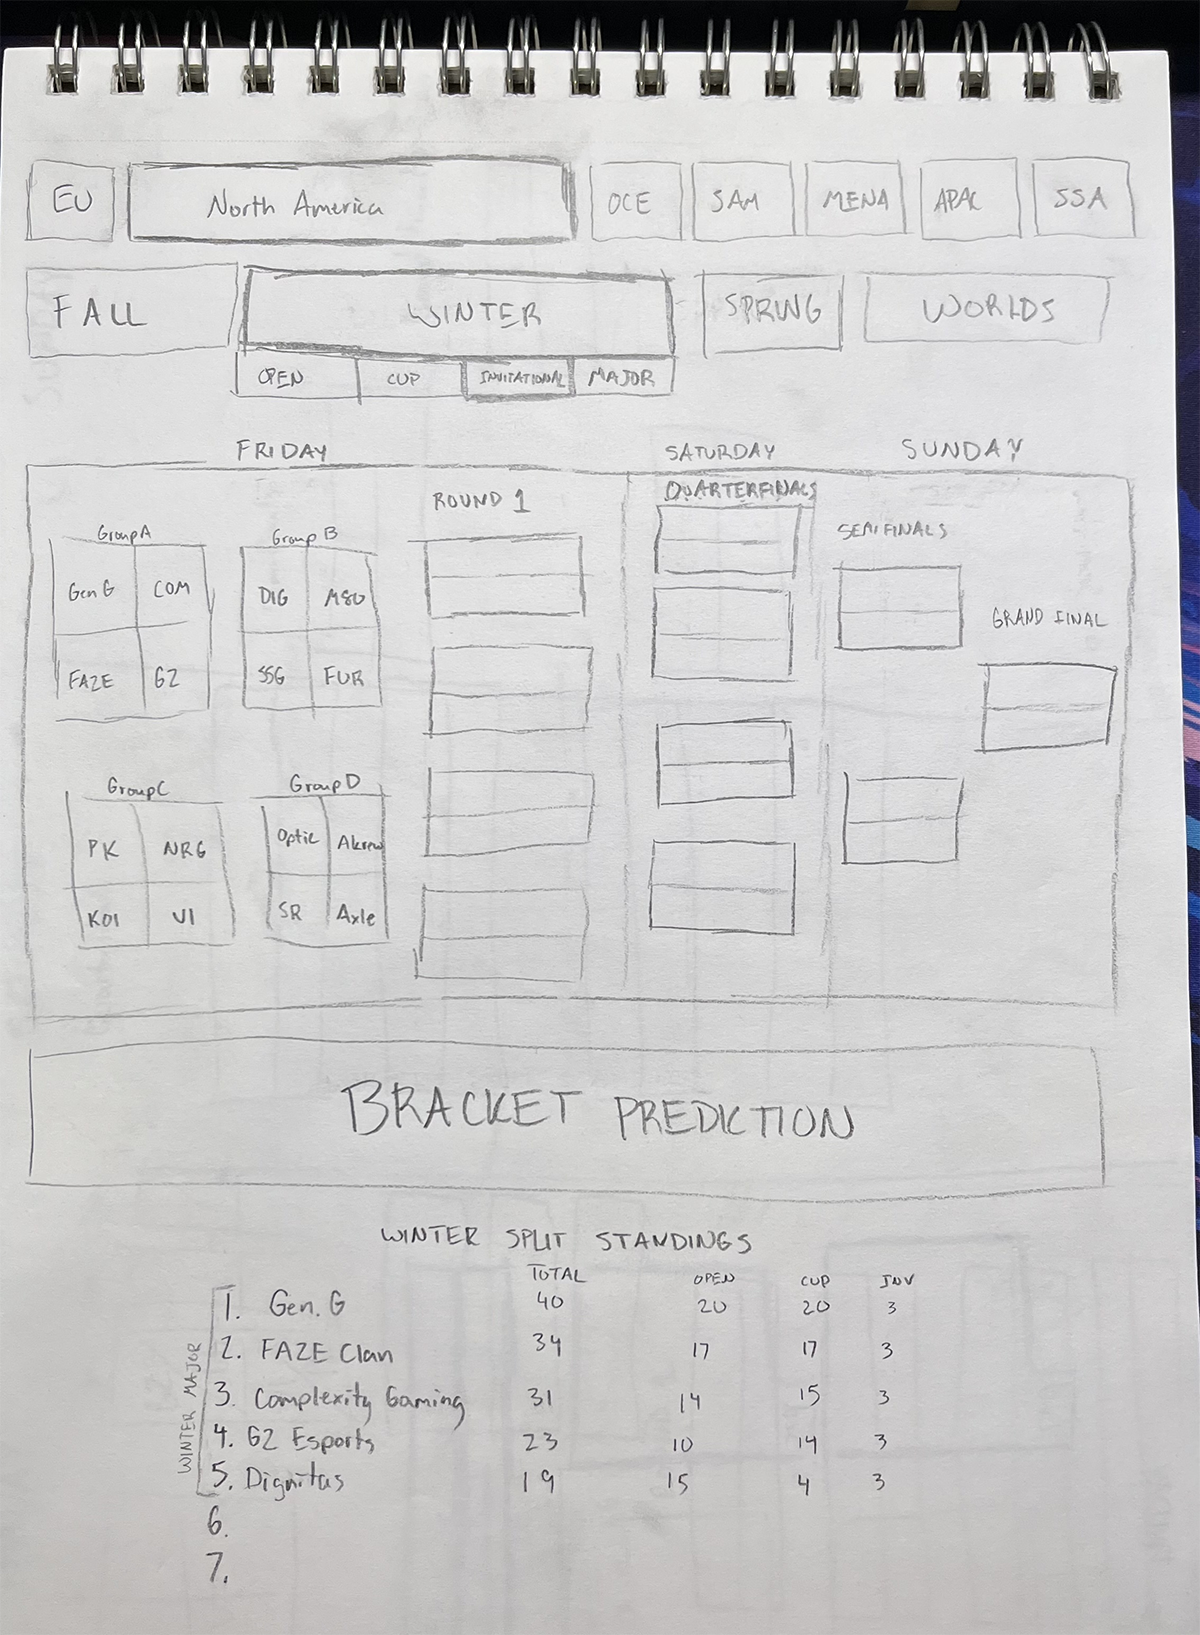 EU North America OCE SAM MENA APAC SSA
FALL WINTER SPRING WORLDS
OPEN CUP INVITATIONAL MAJOR
FRIDAY SATURDAY SUNDAY
ROUND 1 QUARTERFINALS
SEMIFINALS
GRAND FINAL
Group A Group B
Gen G COM DIG M80
FAZE G2 SSG FUR
Group C Group D
PK NRG Optic Akrew
KOI V1 SR Axle
BRACKET PREDICTION
WINTER SPLIT STANDINGS
TOTAL OPEN CUP INV
WINTER MAJOR
1. Gen. G 40 20 20 3
2. FAZE Clan 34 17 17 3
3. Complexity Gaming 31 14 15 3
4. G2 Esports 23 10 14 3
5. Dignitas 19 15 4 3
6.
7.